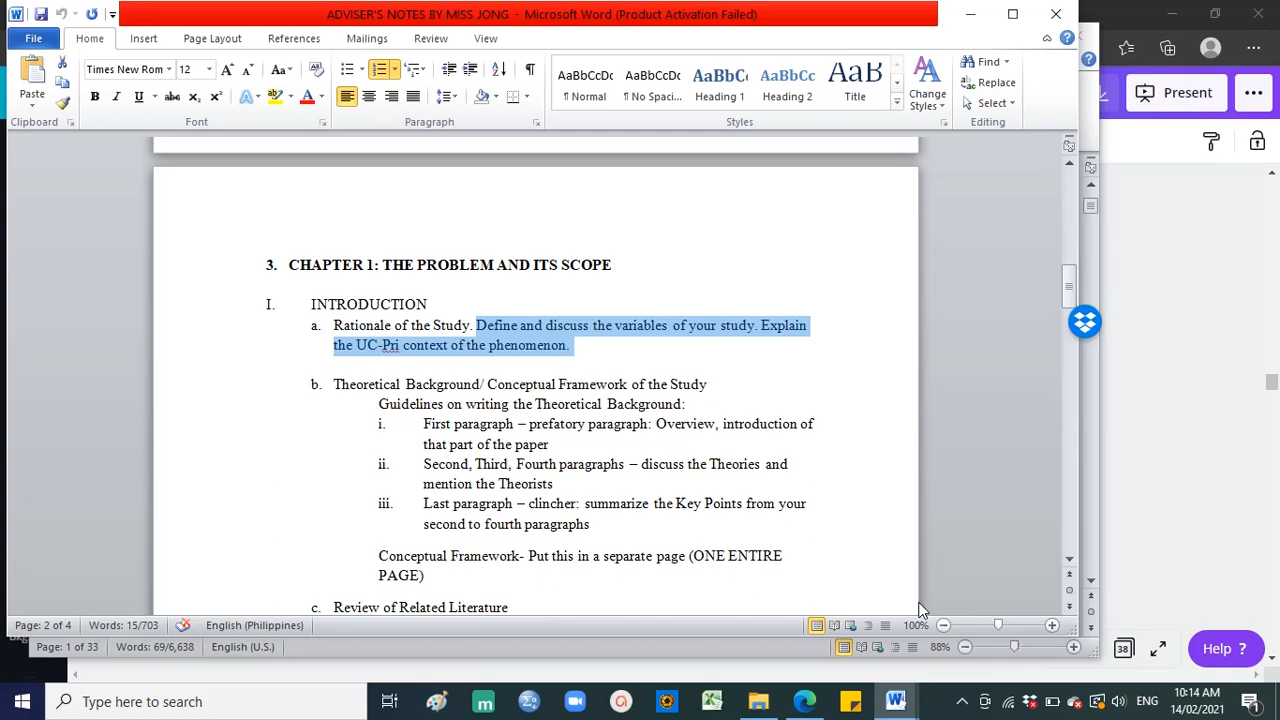 ADVISER'S NOTES BY MISS JONG - Microsoft Word (Product Activation Failed)
File Home Insert Page Layout References Mailings Review View
Times New Rom 12 Aa
Paste
B I U abc x₂ x² A A
AaBbCcDc AaBbCcDc AaBbCc AaBbCc AaB
¶ Normal ¶ No Spaci... Heading 1 Heading 2 Title
Change Styles
Find
Replace
Select
Clipboard Font Paragraph Styles Editing
Present
3. CHAPTER 1: THE PROBLEM AND ITS SCOPE
I. INTRODUCTION
a. Rationale of the Study. Define and discuss the variables of your study. Explain
the UC-Pri context of the phenomenon.
b. Theoretical Background/ Conceptual Framework of the Study
Guidelines on writing the Theoretical Background:
i. First paragraph – prefatory paragraph: Overview, introduction of
that part of the paper
ii. Second, Third, Fourth paragraphs – discuss the Theories and
mention the Theorists
iii. Last paragraph – clincher: summarize the Key Points from your
second to fourth paragraphs
Conceptual Framework- Put this in a separate page (ONE ENTIRE
PAGE)
c. Review of Related Literature
Page: 2 of 4 Words: 15/703 English (Philippines) 100%
Page: 1 of 33 Words: 69/6,638 English (U.S.) 88%
38 Help ?
Type here to search
ENG
10:14 AM
14/02/2021